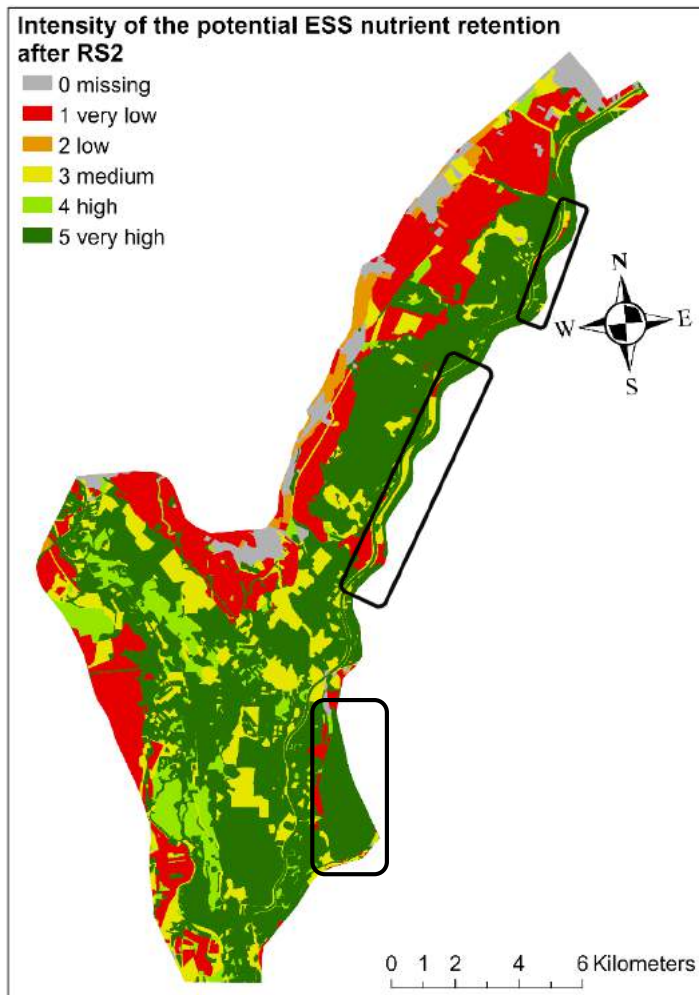 Intensity of the potential ESS nutrient retention
after RS2
0 missing
1 very low
2 low
3 medium
4 high
5 very high
N
W E
S
0 1 2 4 6 Kilometers